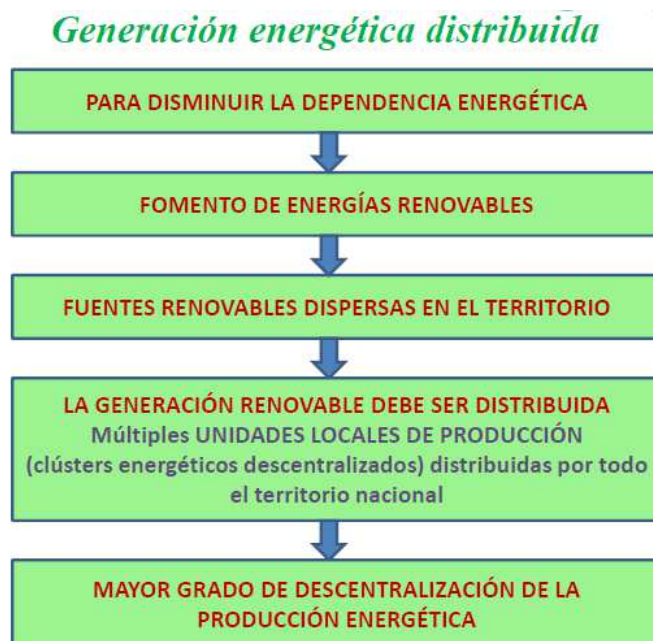 Generación energética distribuida
PARA DISMINUIR LA DEPENDENCIA ENERGÉTICA
FOMENTO DE ENERGÍAS RENOVABLES
FUENTES RENOVABLES DISPERSAS EN EL TERRITORIO
LA GENERACIÓN RENOVABLE DEBE SER DISTRIBUIDA
Múltiples UNIDADES LOCALES DE PRODUCCIÓN
(clústers energéticos descentralizados) distribuidas por todo
el territorio nacional
MAYOR GRADO DE DESCENTRALIZACIÓN DE LA
PRODUCCIÓN ENERGÉTICA